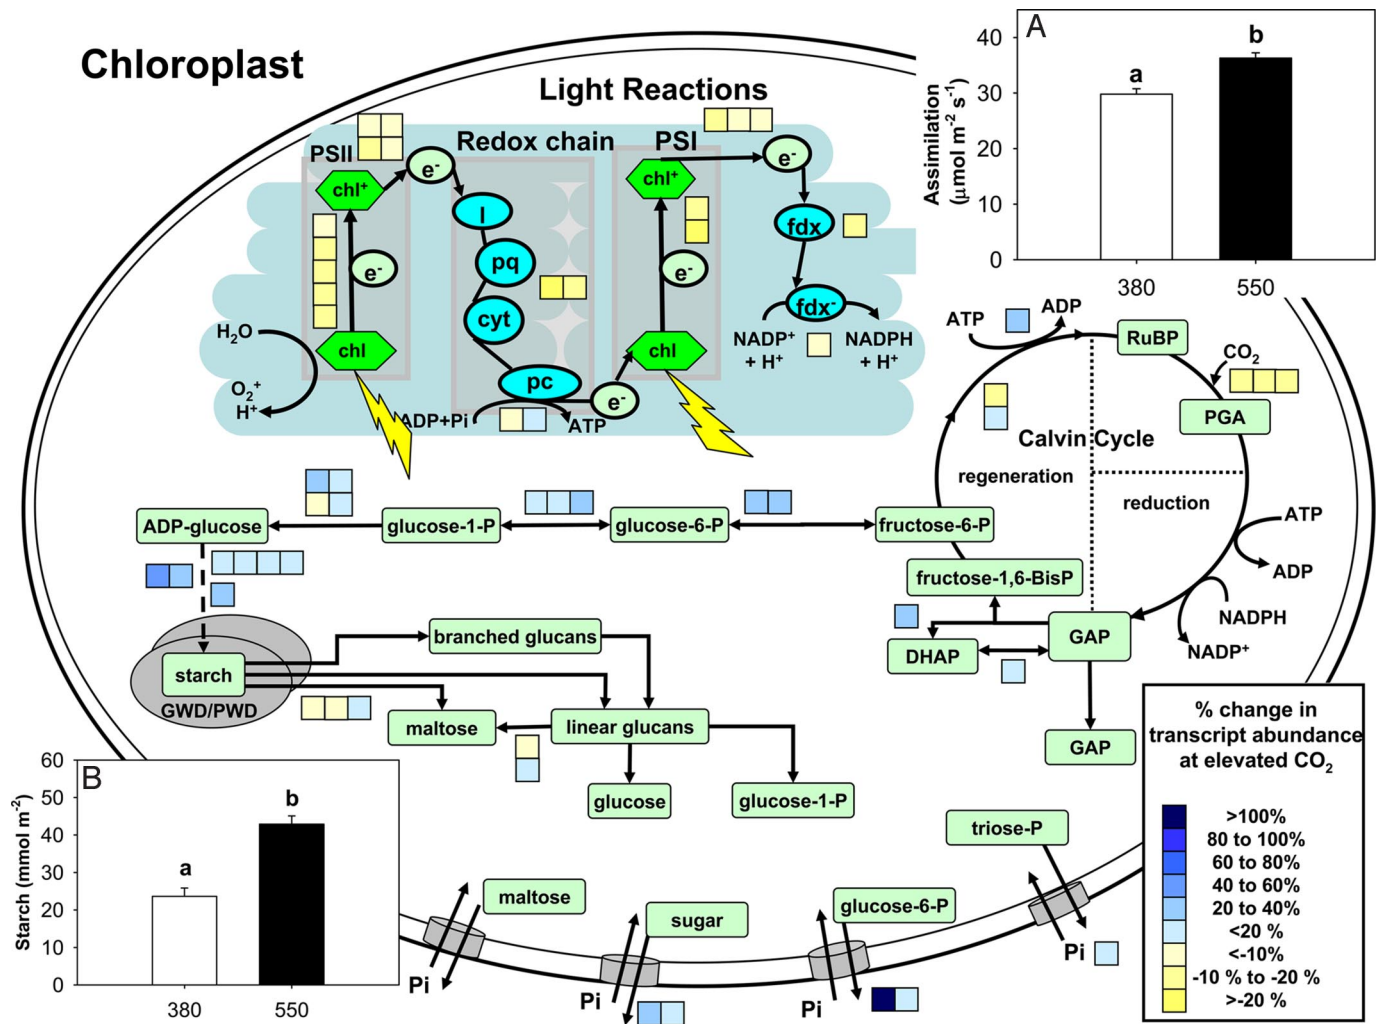 Chloroplast
Light Reactions
PSII
Redox chain
PSI
chl+
e-
I
pq
cyt
pc
e-
chl
H2O
O2+
H+
ADP+Pi
ATP
e-
chl+
e-
chl
e-
fdx
fdx-
NADP+
+ H+
NADPH
+ H+
A
Assimilation
(μmol m-2 s-1)
40
30
20
10
0
a
b
380
550
ATP
ADP
RuBP
CO2
PGA
Calvin Cycle
regeneration
reduction
ATP
ADP
NADPH
NADP+
ADP-glucose
glucose-1-P
glucose-6-P
fructose-6-P
fructose-1,6-BisP
DHAP
GAP
GAP
starch
GWD/PWD
branched glucans
maltose
linear glucans
glucose
glucose-1-P
B
Starch (mmol m-2)
60
50
40
30
20
10
0
a
b
380
550
maltose
Pi
sugar
Pi
glucose-6-P
Pi
triose-P
Pi
% change in
transcript abundance
at elevated CO2
>100%
80 to 100%
60 to 80%
40 to 60%
20 to 40%
<20 %
<-10%
-10 % to -20 %
>-20 %